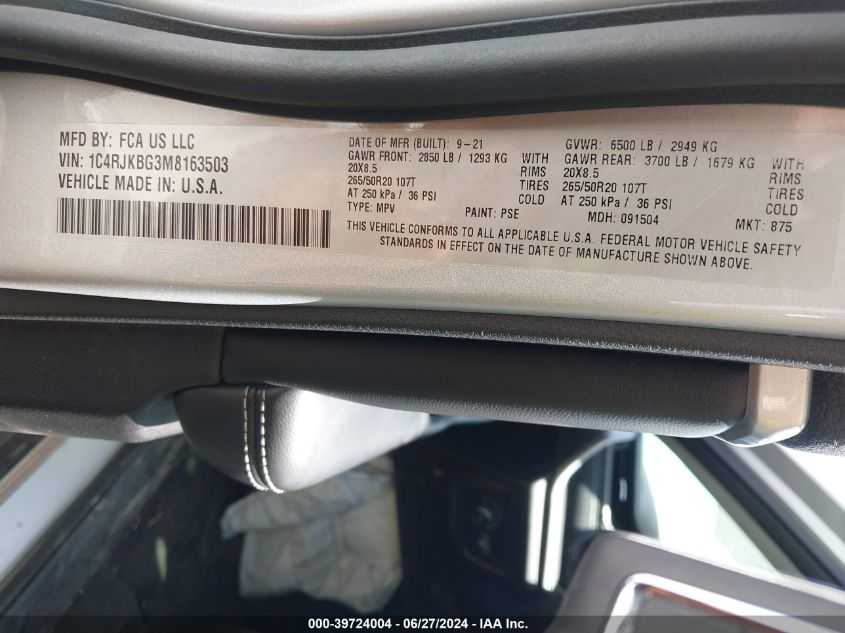 MFD BY: FCA US LLC
VIN: 1C4RJKBG3M8163503
VEHICLE MADE IN: U.S.A.
DATE OF MFR (BUILT): 9-21
GAWR FRONT: 2850 LB / 1293 KG WITH
20X8.5 RIMS
265/50R20 107T TIRES
AT 250 kPa / 36 PSI COLD
TYPE: MPV PAINT: PSE
GVWR: 6500 LB / 2949 KG
GAWR REAR: 3700 LB / 1679 KG WITH
20X8.5 RIMS
265/50R20 107T TIRES
AT 250 kPa / 36 PSI COLD
MDH: 091504 MKT: 875
THIS VEHICLE CONFORMS TO ALL APPLICABLE U.S.A. FEDERAL MOTOR VEHICLE SAFETY
STANDARDS IN EFFECT ON THE DATE OF MANUFACTURE SHOWN ABOVE.
000-39724004 - 06/27/2024 - IAA Inc.